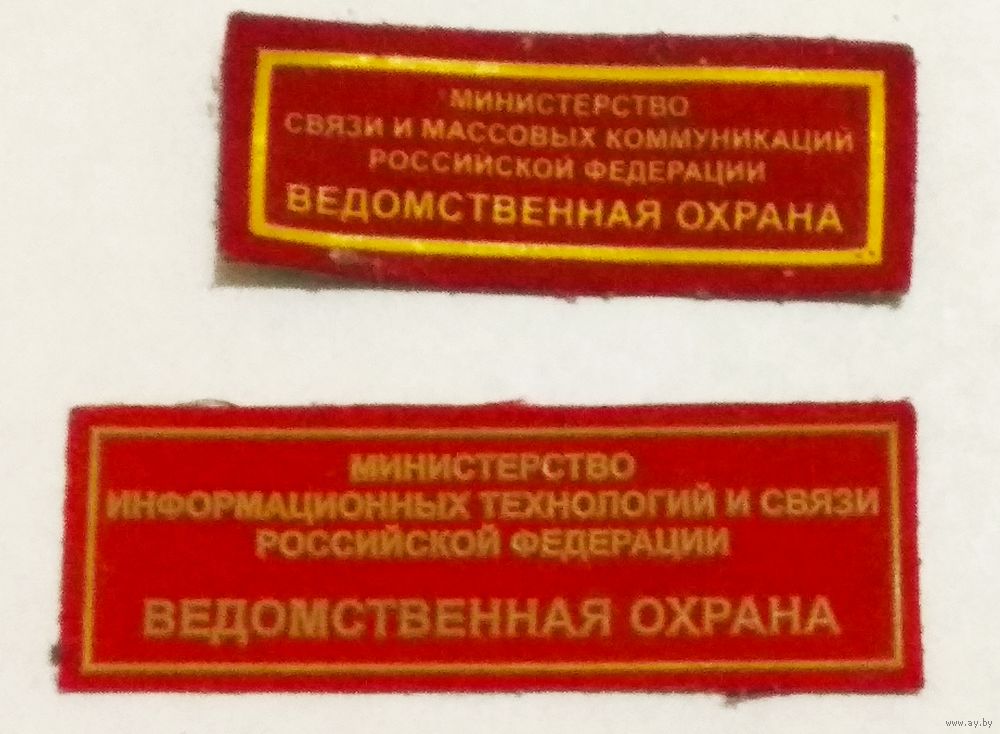 МИНИСТЕРСТВО
СВЯЗИ И МАССОВЫХ КОММУНИКАЦИЙ
РОССИЙСКОЙ ФЕДЕРАЦИИ
ВЕДОМСТВЕННАЯ ОХРАНА
МИНИСТЕРСТВО
ИНФОРМАЦИОННЫХ ТЕХНОЛОГИЙ И СВЯЗИ
РОССИЙСКОЙ ФЕДЕРАЦИИ
ВЕДОМСТВЕННАЯ ОХРАНА
www.ay.by